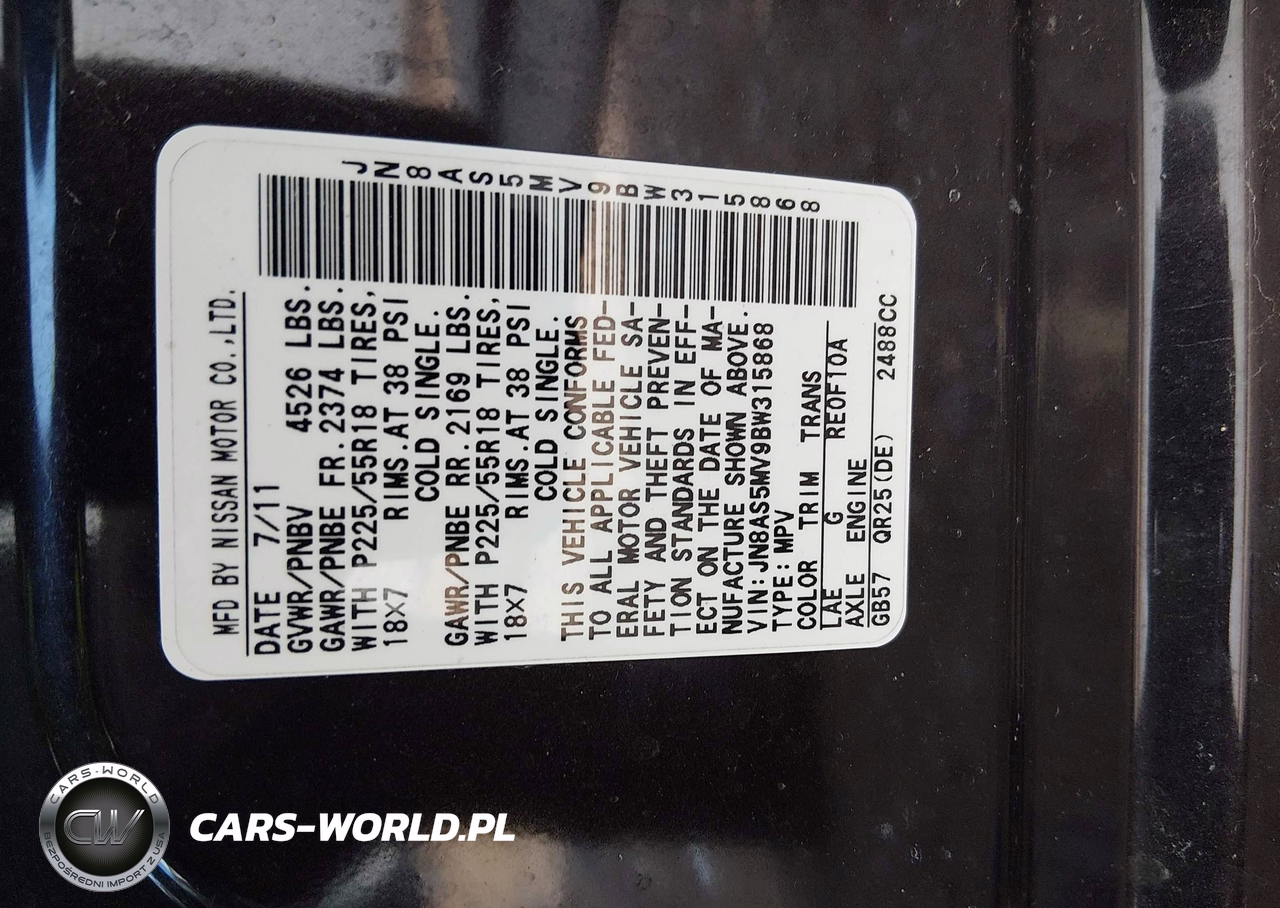 MFD BY NISSAN MOTOR CO.,LTD.
DATE 7/11
GVWR/PNBV 4526 LBS.
GAWR/PNBE FR.2374 LBS.
WITH P225/55R18 TIRES,
18X7 RIMS.AT 38 PSI
COLD SINGLE.
GAWR/PNBE RR.2169 LBS.
WITH P225/55R18 TIRES,
18X7 RIMS.AT 38 PSI
COLD SINGLE.
THIS VEHICLE CONFORMS
TO ALL APPLICABLE FED-
ERAL MOTOR VEHICLE SA-
FETY AND THEFT PREVEN-
TION STANDARDS IN EFF-
ECT ON THE DATE OF MA-
NUFACTURE SHOWN ABOVE.
VIN:JN8AS5MV9BW315868
TYPE:MPV
COLOR TRIM TRANS
LAE G RE0F10A
AXLE ENGINE
GB57 QR25(DE) 2488CC
JN8AS5MV9BW315868
CARS-WORLD
CW
BEZPOŚREDNI IMPORT Z USA
CARS-WORLD.PL